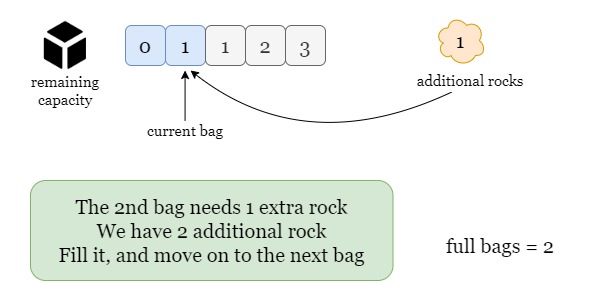 0 1 1 2 3
1
remaining
capacity
additional rocks
current bag
The 2nd bag needs 1 extra rock
We have 2 additional rock
Fill it, and move on to the next bag
full bags = 2